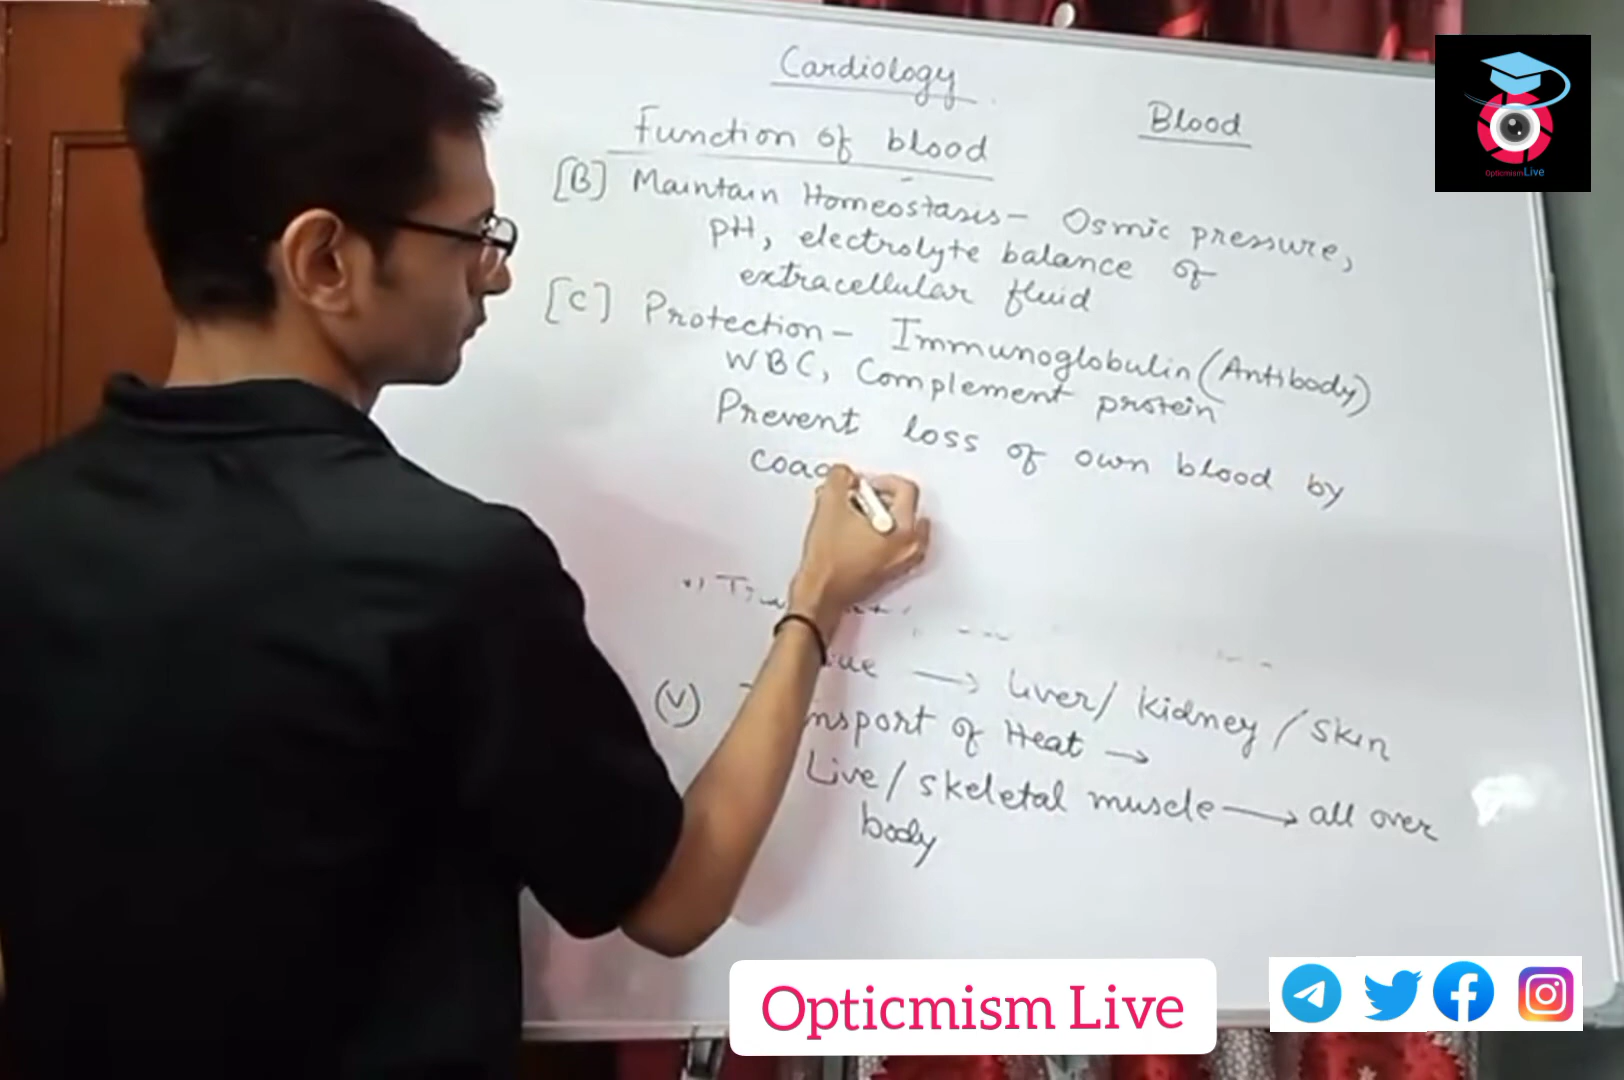 Cardiology
Blood
Function of blood
[B] Maintain Homeostasis - Osmic pressure,
pH, electrolyte balance of
extracellular fluid
[C] Protection - Immunoglobulin (Antibody)
WBC, Complement protein
Prevent loss of own blood by
coag
→ Liver / Kidney / Skin
(V) nsport of Heat →
Live / skeletal muscle → all over
body
OpticmismLive
Opticmism Live